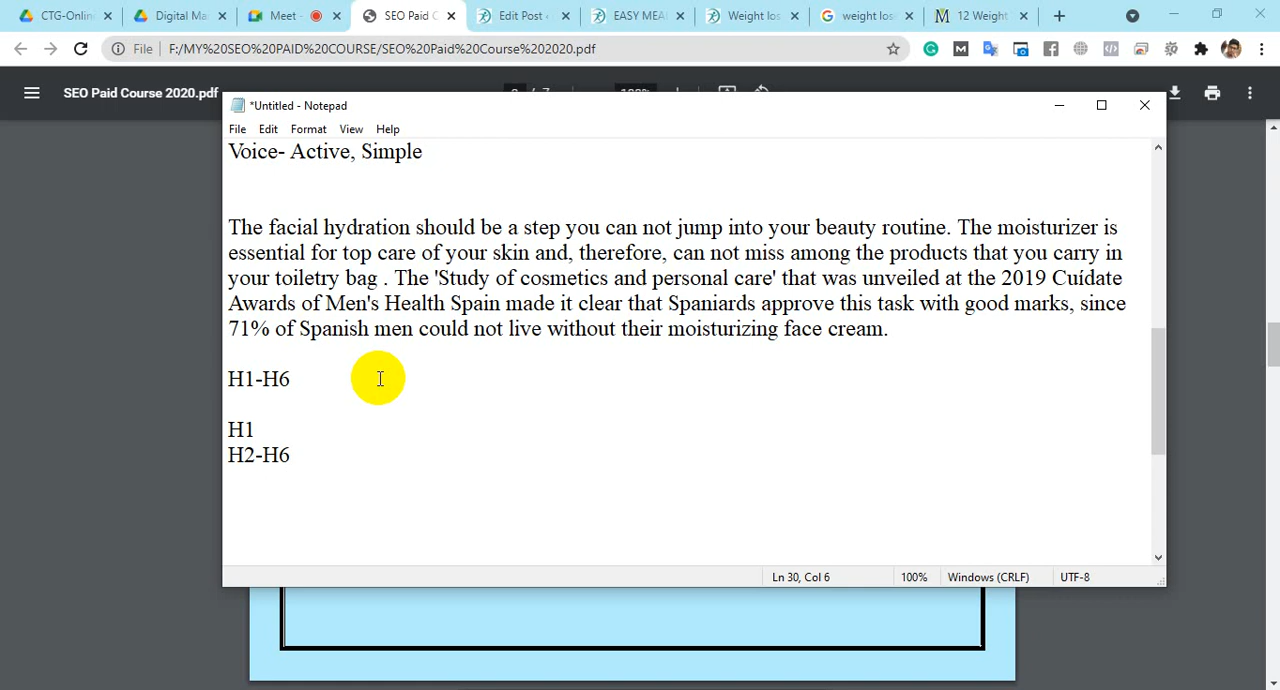 CTG-Onlin
Digital Ma
Meet -
SEO Paid C
Edit Post
EASY MEA
Weight los
weight los
12 Weight
File F:/MY%20SEO%20PAID%20COURSE/SEO%20Paid%20Course%202020.pdf
SEO Paid Course 2020.pdf
*Untitled - Notepad
File Edit Format View Help
Voice- Active, Simple
The facial hydration should be a step you can not jump into your beauty routine. The moisturizer is
essential for top care of your skin and, therefore, can not miss among the products that you carry in
your toiletry bag . The 'Study of cosmetics and personal care' that was unveiled at the 2019 Cuídate
Awards of Men's Health Spain made it clear that Spaniards approve this task with good marks, since
71% of Spanish men could not live without their moisturizing face cream.
H1-H6
H1
H2-H6
Ln 30, Col 6 100% Windows (CRLF) UTF-8